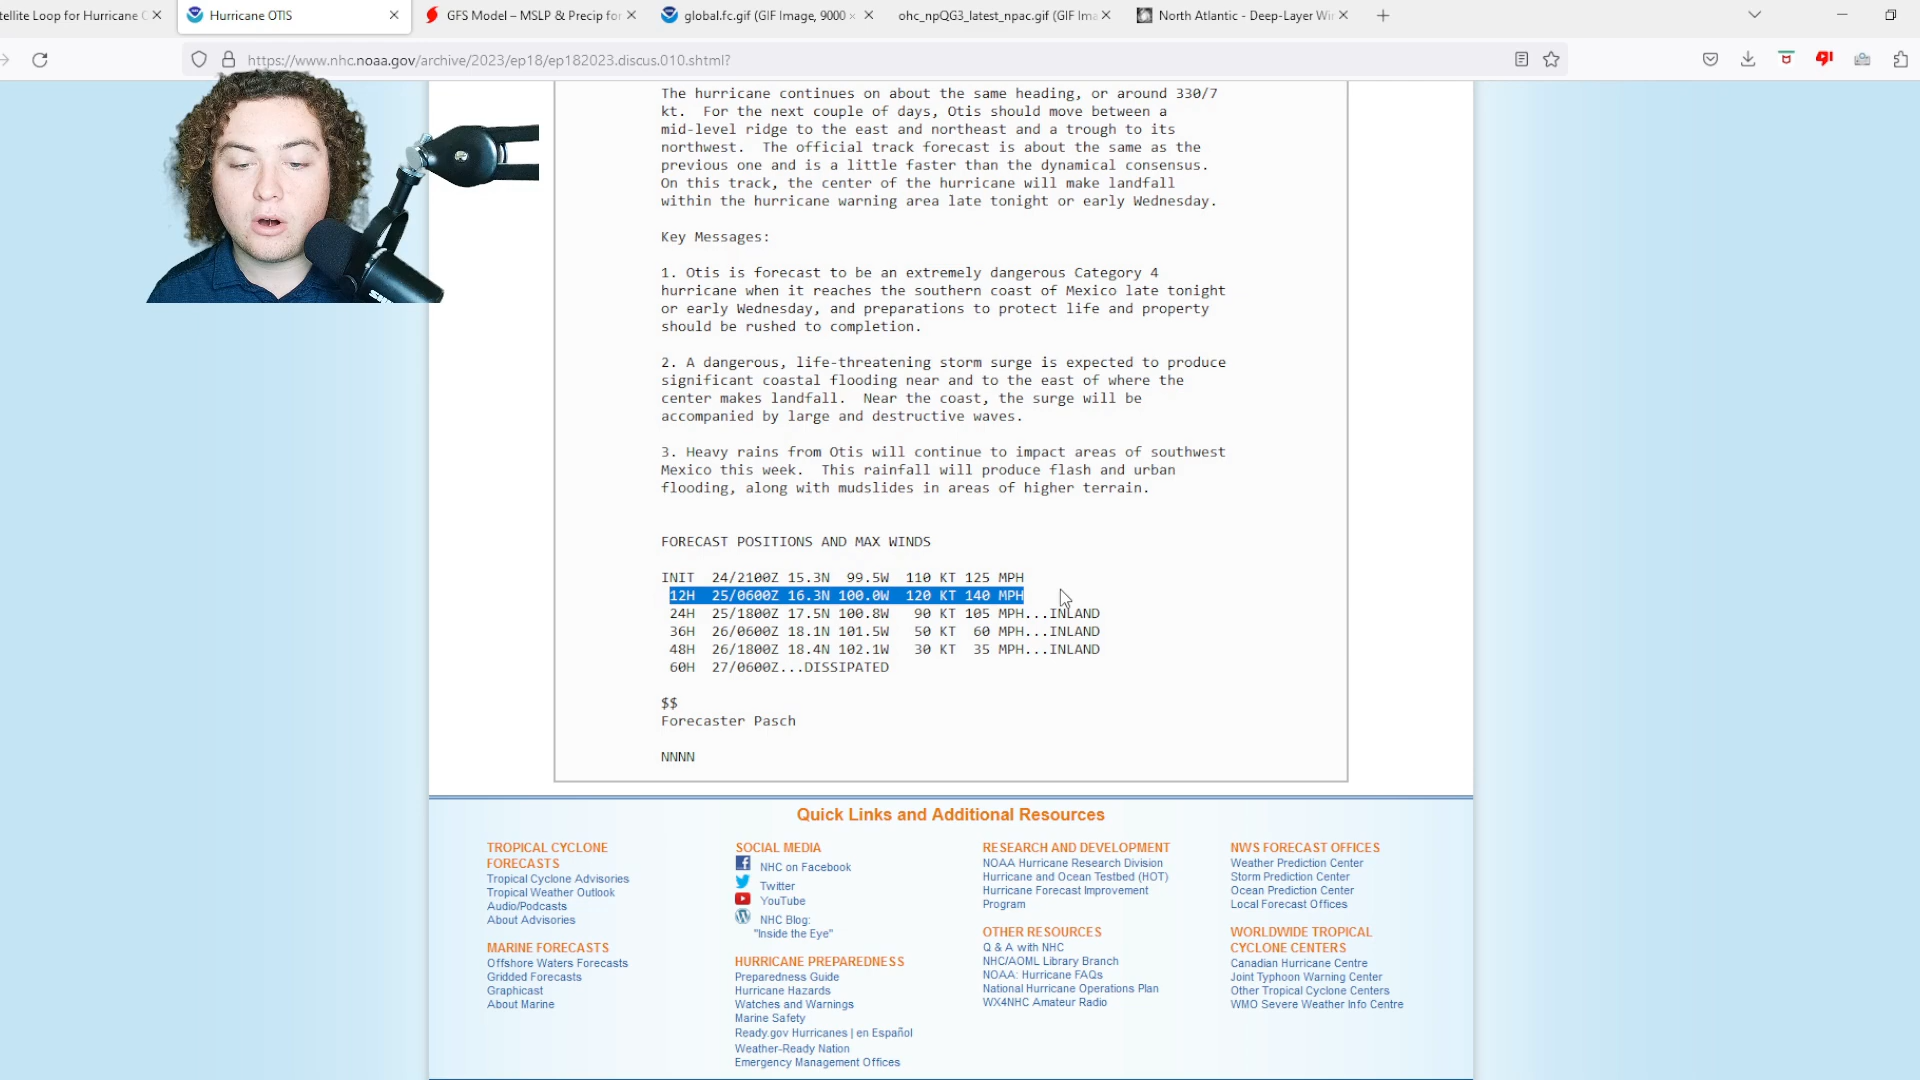 tellite Loop for Hurricane
Hurricane OTIS
GFS Model – MSLP & Precip for
global.fc.gif (GIF Image, 9000 ×
ohc_npQG3_latest_npac.gif (GIF Ima
North Atlantic - Deep-Layer Wi
https://www.nhc.noaa.gov/archive/2023/ep18/ep182023.discus.010.shtml?
The hurricane continues on about the same heading, or around 330/7
kt. For the next couple of days, Otis should move between a
mid-level ridge to the east and northeast and a trough to its
northwest. The official track forecast is about the same as the
previous one and is a little faster than the dynamical consensus.
On this track, the center of the hurricane will make landfall
within the hurricane warning area late tonight or early Wednesday.
Key Messages:
1. Otis is forecast to be an extremely dangerous Category 4
hurricane when it reaches the southern coast of Mexico late tonight
or early Wednesday, and preparations to protect life and property
should be rushed to completion.
2. A dangerous, life-threatening storm surge is expected to produce
significant coastal flooding near and to the east of where the
center makes landfall. Near the coast, the surge will be
accompanied by large and destructive waves.
3. Heavy rains from Otis will continue to impact areas of southwest
Mexico this week. This rainfall will produce flash and urban
flooding, along with mudslides in areas of higher terrain.
FORECAST POSITIONS AND MAX WINDS
INIT 24/2100Z 15.3N 99.5W 110 KT 125 MPH
12H 25/0600Z 16.3N 100.0W 120 KT 140 MPH
24H 25/1800Z 17.5N 100.8W 90 KT 105 MPH...INLAND
36H 26/0600Z 18.1N 101.5W 50 KT 60 MPH...INLAND
48H 26/1800Z 18.4N 102.1W 30 KT 35 MPH...INLAND
60H 27/0600Z...DISSIPATED
$$
Forecaster Pasch
NNNN
Quick Links and Additional Resources
TROPICAL CYCLONE
FORECASTS
Tropical Cyclone Advisories
Tropical Weather Outlook
Audio/Podcasts
About Advisories
MARINE FORECASTS
Offshore Waters Forecasts
Gridded Forecasts
Graphicast
About Marine
SOCIAL MEDIA
NHC on Facebook
Twitter
YouTube
NHC Blog:
"Inside the Eye"
HURRICANE PREPAREDNESS
Preparedness Guide
Hurricane Hazards
Watches and Warnings
Marine Safety
Ready.gov Hurricanes | en Español
Weather-Ready Nation
Emergency Management Offices
RESEARCH AND DEVELOPMENT
NOAA Hurricane Research Division
Hurricane and Ocean Testbed (HOT)
Hurricane Forecast Improvement
Program
OTHER RESOURCES
Q & A with NHC
NHC/AOML Library Branch
NOAA: Hurricane FAQs
National Hurricane Operations Plan
WX4NHC Amateur Radio
NWS FORECAST OFFICES
Weather Prediction Center
Storm Prediction Center
Ocean Prediction Center
Local Forecast Offices
WORLDWIDE TROPICAL
CYCLONE CENTERS
Canadian Hurricane Centre
Joint Typhoon Warning Center
Other Tropical Cyclone Centers
WMO Severe Weather Info Centre